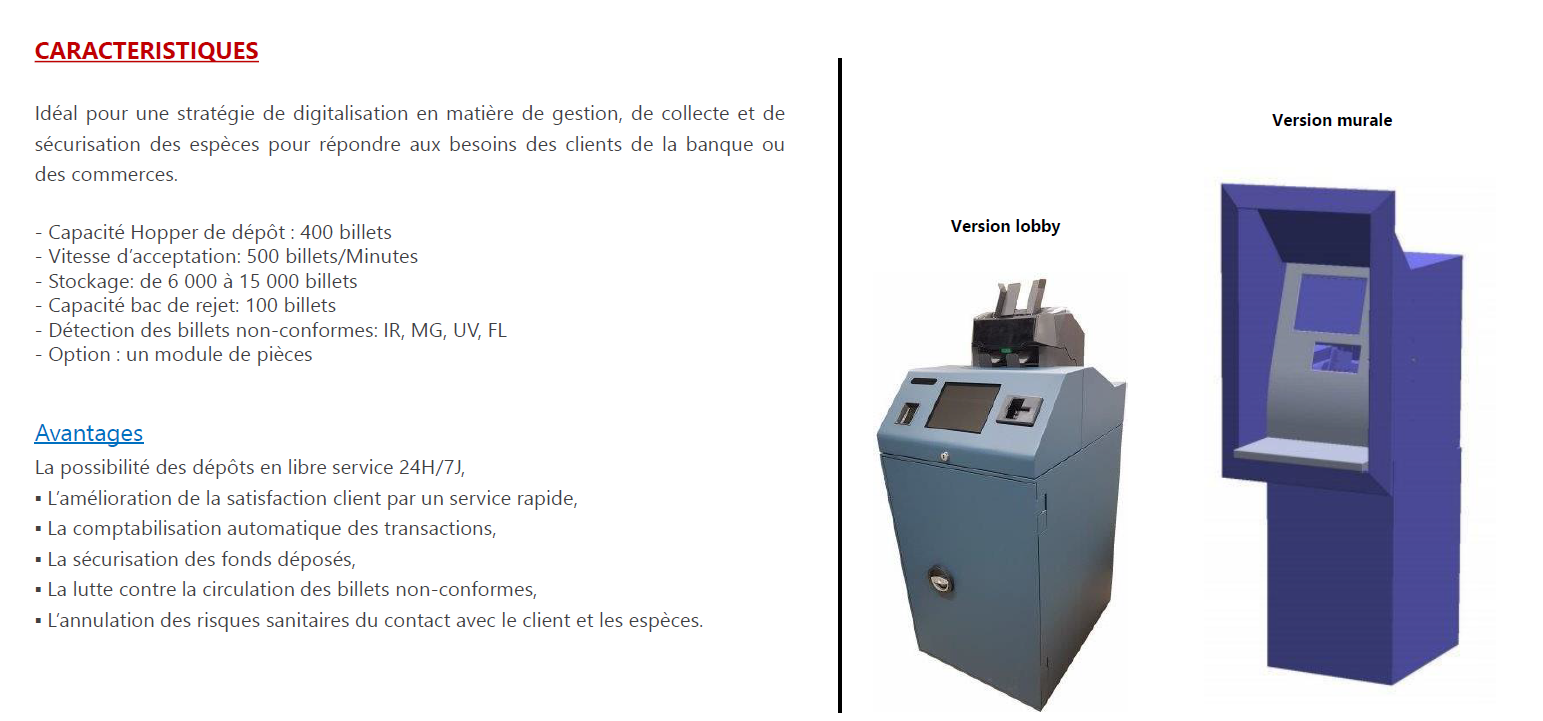 CARACTERISTIQUES
Idéal pour une stratégie de digitalisation en matière de gestion, de collecte et de
sécurisation des espèces pour répondre aux besoins des clients de la banque ou
des commerces.
- Capacité Hopper de dépôt : 400 billets
- Vitesse d’acceptation: 500 billets/Minutes
- Stockage: de 6 000 à 15 000 billets
- Capacité bac de rejet: 100 billets
- Détection des billets non-conformes: IR, MG, UV, FL
- Option : un module de pièces
Avantages
La possibilité des dépôts en libre service 24H/7J,
▪ L’amélioration de la satisfaction client par un service rapide,
▪ La comptabilisation automatique des transactions,
▪ La sécurisation des fonds déposés,
▪ La lutte contre la circulation des billets non-conformes,
▪ L’annulation des risques sanitaires du contact avec le client et les espèces.
Version lobby
Version murale